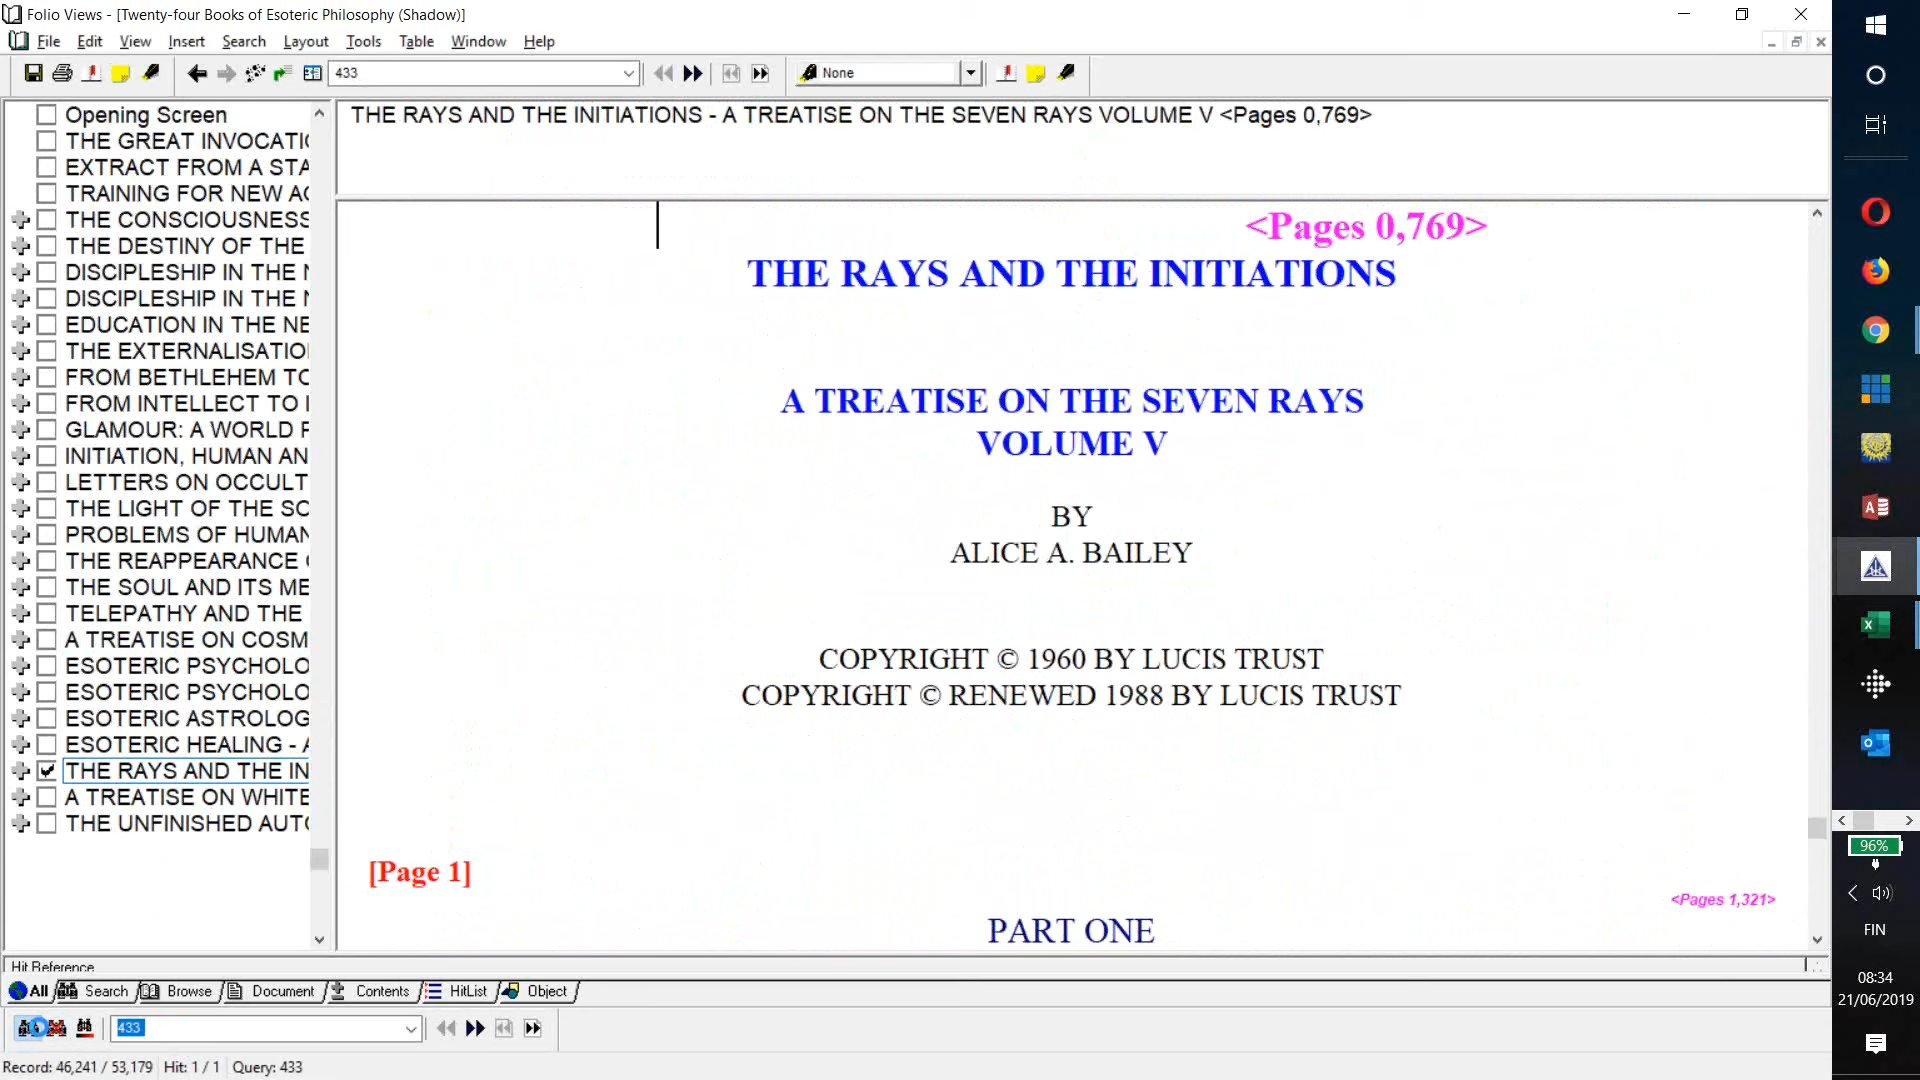 Folio Views - [Twenty-four Books of Esoteric Philosophy (Shadow)]
File Edit View Insert Search Layout Tools Table Window Help
433
None
Opening Screen
THE GREAT INVOCATIO
EXTRACT FROM A STA
TRAINING FOR NEW AG
THE CONSCIOUSNESS
THE DESTINY OF THE
DISCIPLESHIP IN THE N
DISCIPLESHIP IN THE N
EDUCATION IN THE NE
THE EXTERNALISATIO
FROM BETHLEHEM TO
FROM INTELLECT TO I
GLAMOUR: A WORLD P
INITIATION, HUMAN AN
LETTERS ON OCCULT
THE LIGHT OF THE SO
PROBLEMS OF HUMAN
THE REAPPEARANCE
THE SOUL AND ITS ME
TELEPATHY AND THE
A TREATISE ON COSM
ESOTERIC PSYCHOLO
ESOTERIC PSYCHOLO
ESOTERIC ASTROLOG
ESOTERIC HEALING - A
THE RAYS AND THE IN
A TREATISE ON WHITE
THE UNFINISHED AUTO
THE RAYS AND THE INITIATIONS - A TREATISE ON THE SEVEN RAYS VOLUME V <Pages 0,769>
<Pages 0,769>
THE RAYS AND THE INITIATIONS
A TREATISE ON THE SEVEN RAYS
VOLUME V
BY
ALICE A. BAILEY
COPYRIGHT © 1960 BY LUCIS TRUST
COPYRIGHT © RENEWED 1988 BY LUCIS TRUST
[Page 1]
<Pages 1,321>
PART ONE
Hit Reference
All Search Browse Document Contents HitList Object
433
Record: 46,241 / 53,179 Hit: 1 / 1 Query: 433
96%
FIN
08:34
21/06/2019